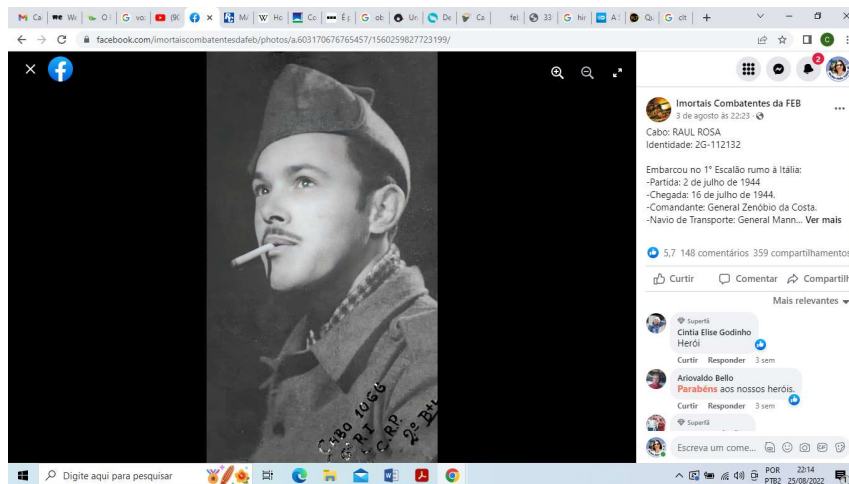 facebook.com/imortaiscombatentesdafeb/photos/a.603170676765457/1560259827723199/
2
Imortais Combatentes da FEB
3 de agosto às 22:23
Cabo: RAUL ROSA
Identidade: 2G-112132
Embarcou no 1º Escalão rumo à Itália:
-Partida: 2 de julho de 1944
-Chegada: 16 de julho de 1944.
-Comandante: General Zenóbio da Costa.
-Navio de Transporte: General Mann... Ver mais
5,7 148 comentários 359 compartilhamentos
Curtir Comentar
Mais relevantes
Superfã
Cintia Elise Godinho
Herói
Curtir Responder 3 sem
Ariovaldo Bello
Parabéns aos nossos heróis.
Curtir Responder 3 sem
Superfã
Escreva um come...
CABO 1066
R.I
C.R.P.
2º
Digite aqui para pesquisar
POR 22:14
PTB2 25/08/2022